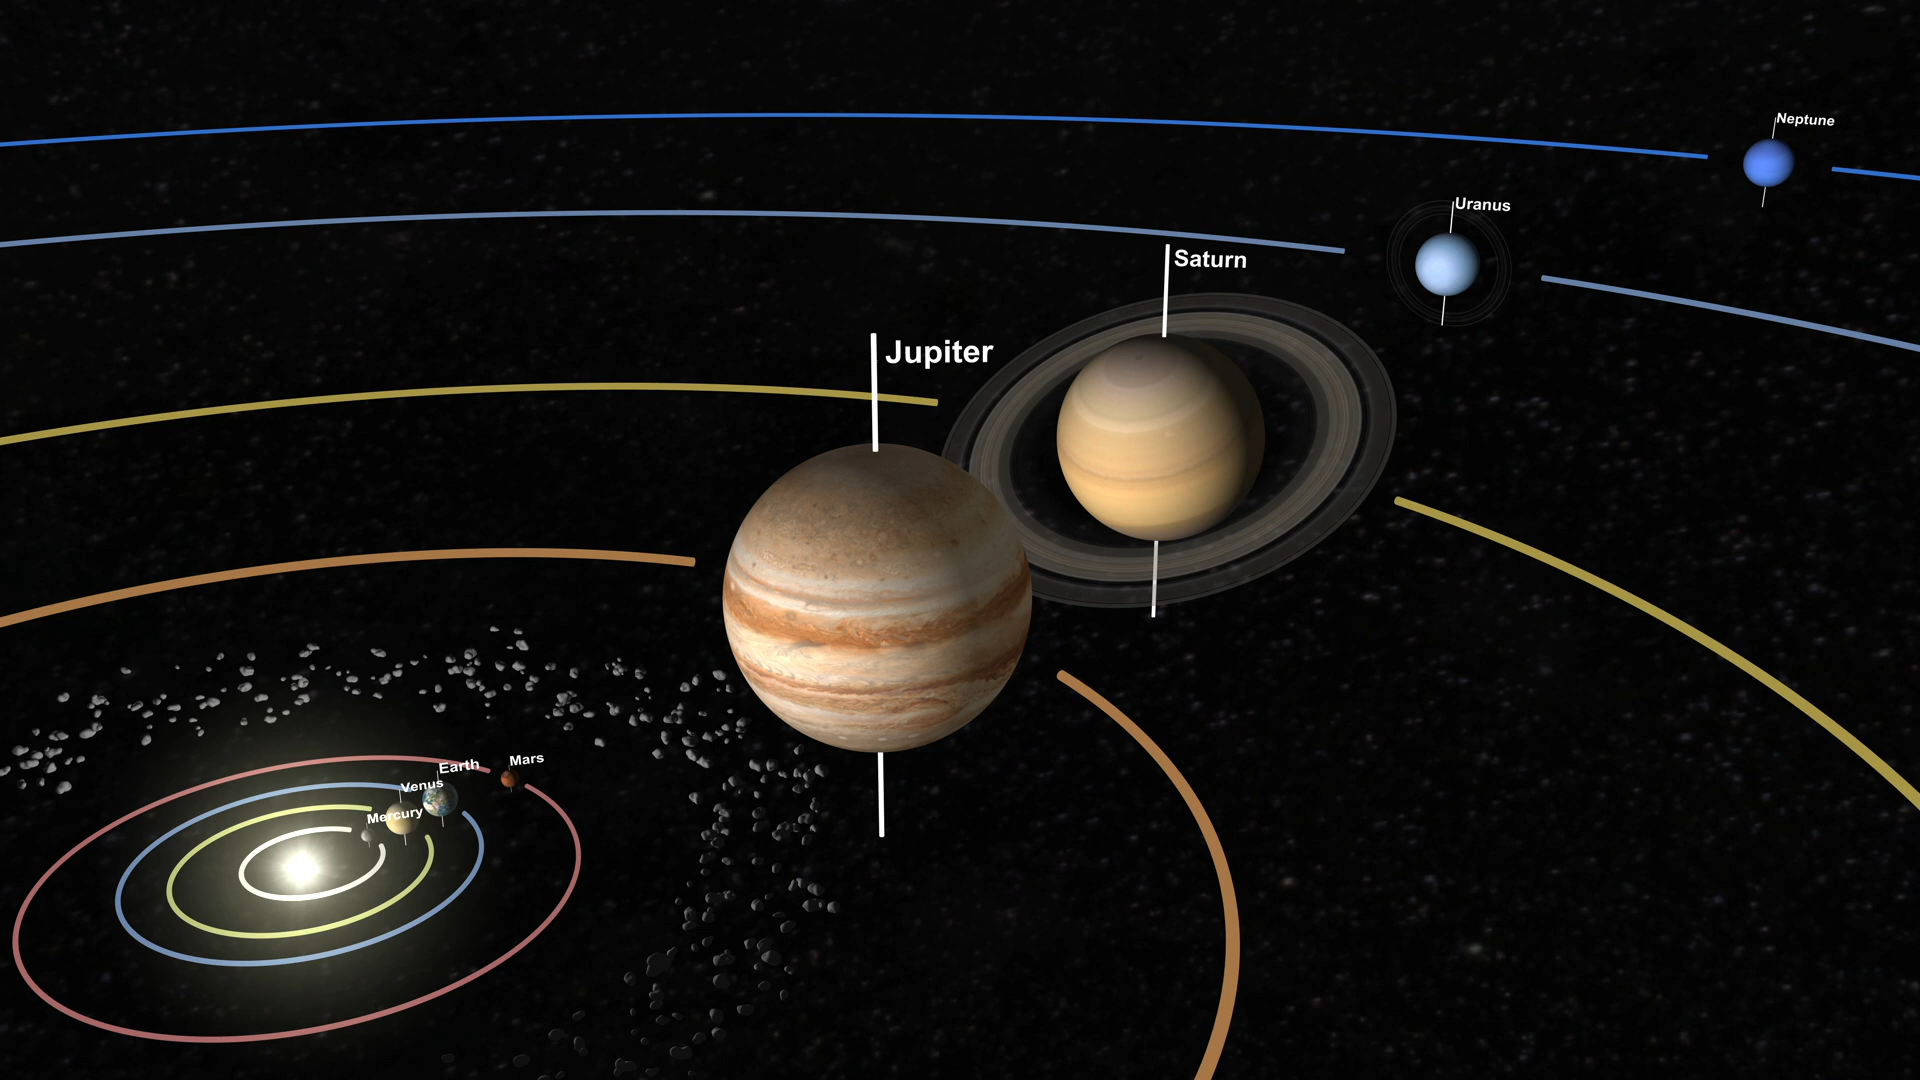 Neptune
Uranus
Saturn
Jupiter
Mars
Earth
Venus
Mercury